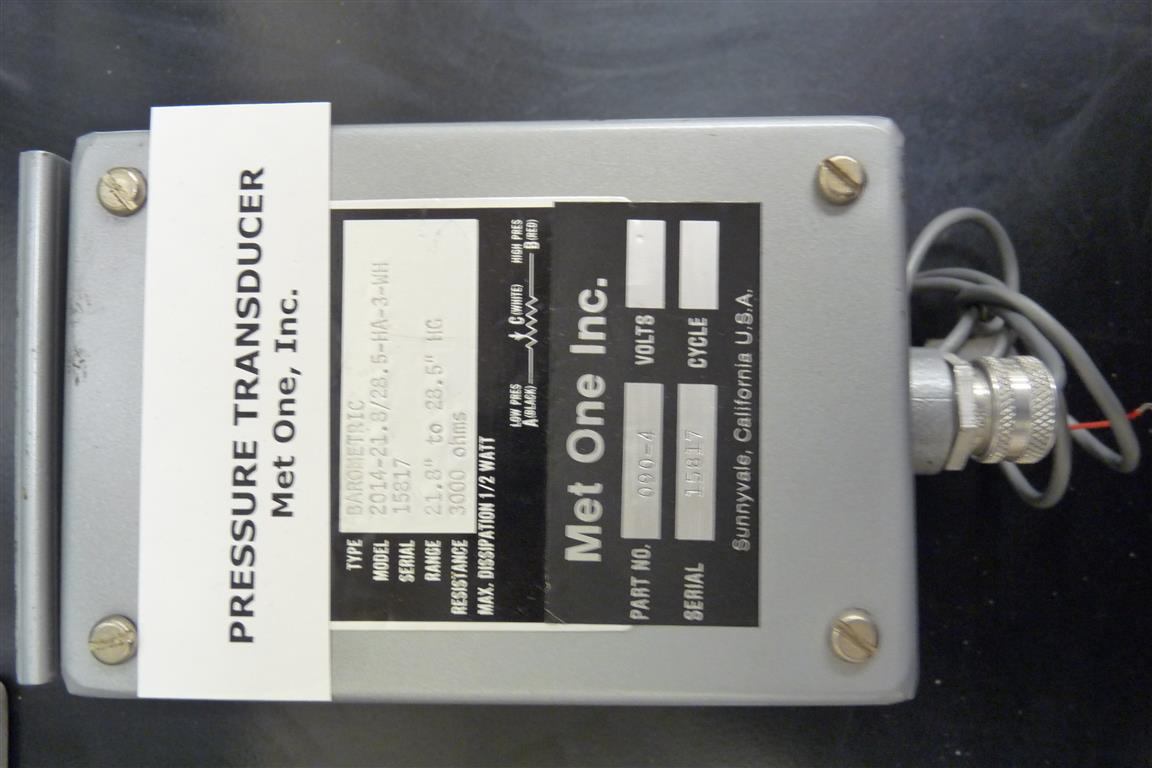 PRESSURE TRANSDUCER
Met One, Inc.
TYPE BAROMETRIC
MODEL 2014-21.8/28.5-HA-3-WH
SERIAL 15817
RANGE 21.8" to 28.5" HG
RESISTANCE 3000 ohms
MAX. DISSIPATION 1/2 WATT
LOW PRES HIGH PRES
A(BLACK) C(WHITE) B(RED)
Met One Inc.
PART NO. 090-4 VOLTS
SERIAL 15817 CYCLE
Sunnyvale, California U.S.A.